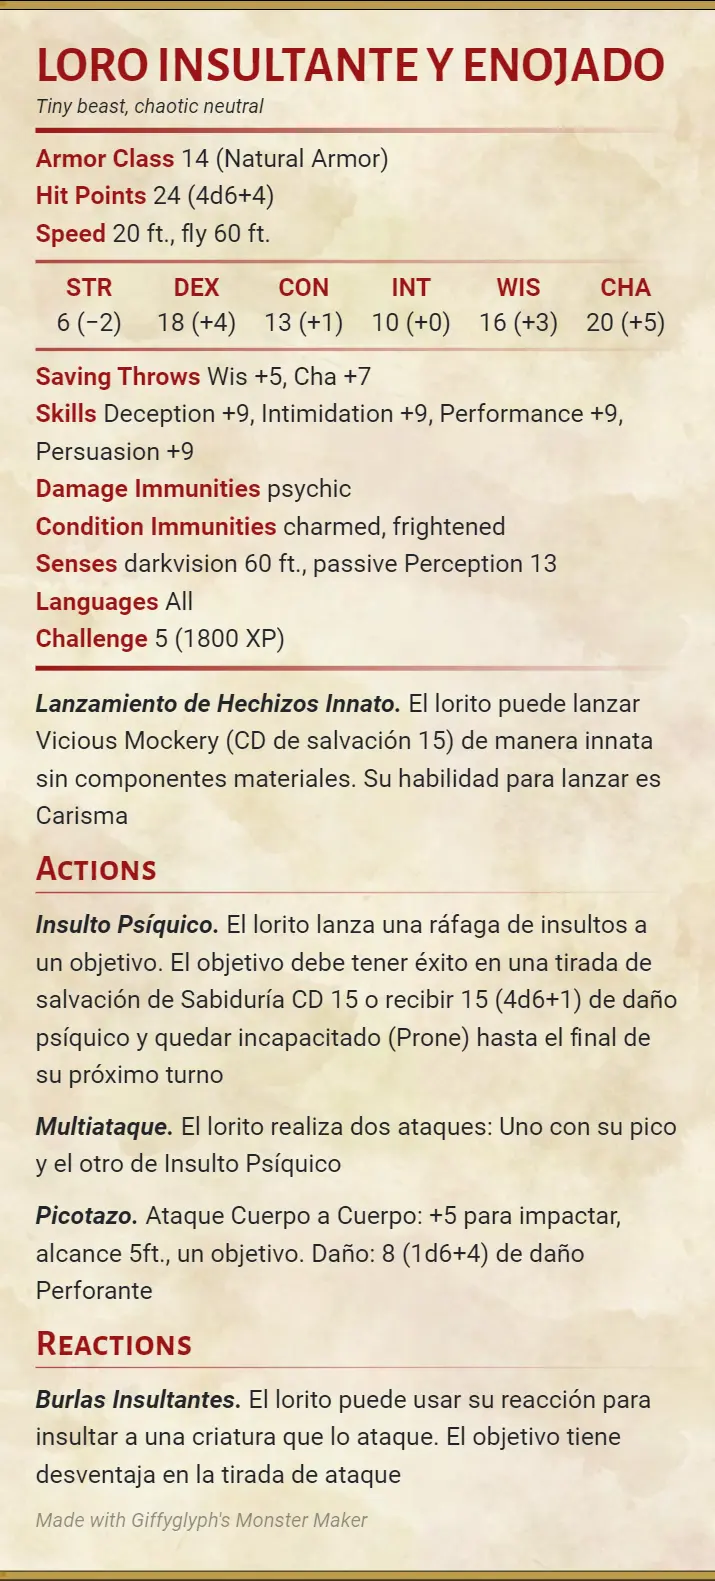 LORO INSULTANTE Y ENOJADO
Tiny beast, chaotic neutral
Armor Class 14 (Natural Armor)
Hit Points 24 (4d6+4)
Speed 20 ft., fly 60 ft.
STR DEX CON INT WIS CHA
6 (−2) 18 (+4) 13 (+1) 10 (+0) 16 (+3) 20 (+5)
Saving Throws Wis +5, Cha +7
Skills Deception +9, Intimidation +9, Performance +9,
Persuasion +9
Damage Immunities psychic
Condition Immunities charmed, frightened
Senses darkvision 60 ft., passive Perception 13
Languages All
Challenge 5 (1800 XP)
Lanzamiento de Hechizos Innato. El lorito puede lanzar
Vicious Mockery (CD de salvación 15) de manera innata
sin componentes materiales. Su habilidad para lanzar es
Carisma
Actions
Insulto Psíquico. El lorito lanza una ráfaga de insultos a
un objetivo. El objetivo debe tener éxito en una tirada de
salvación de Sabiduría CD 15 o recibir 15 (4d6+1) de daño
psíquico y quedar incapacitado (Prone) hasta el final de
su próximo turno
Multiataque. El lorito realiza dos ataques: Uno con su pico
y el otro de Insulto Psíquico
Picotazo. Ataque Cuerpo a Cuerpo: +5 para impactar,
alcance 5ft., un objetivo. Daño: 8 (1d6+4) de daño
Perforante
Reactions
Burlas Insultantes. El lorito puede usar su reacción para
insultar a una criatura que lo ataque. El objetivo tiene
desventaja en la tirada de ataque
Made with Giffyglyph's Monster Maker